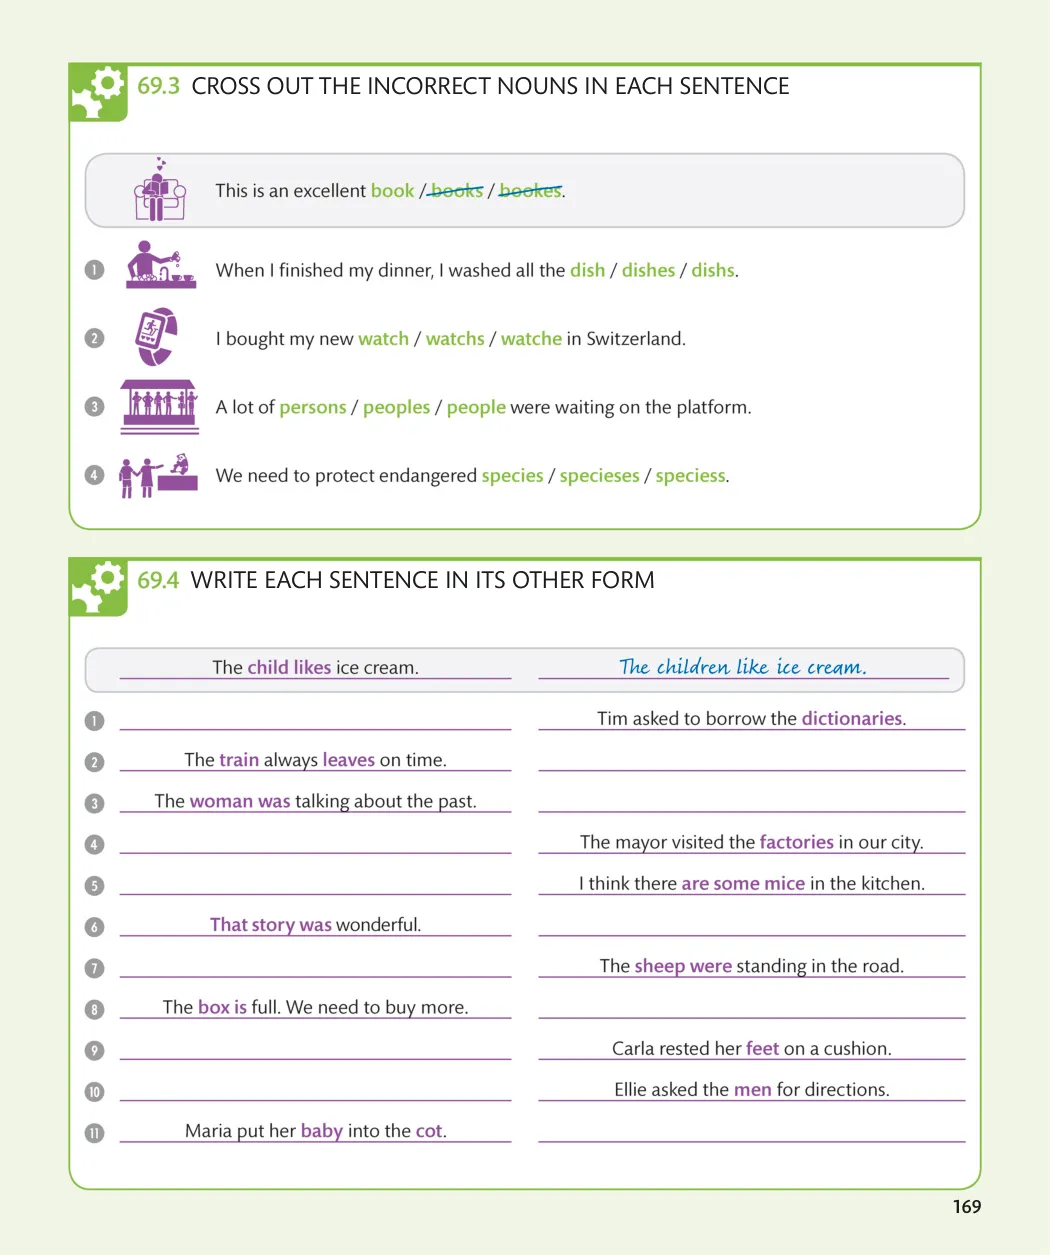 69.3 CROSS OUT THE INCORRECT NOUNS IN EACH SENTENCE
This is an excellent book / books / bookes.
1 When I finished my dinner, I washed all the dish / dishes / dishs.
2 I bought my new watch / watchs / watche in Switzerland.
3 A lot of persons / peoples / people were waiting on the platform.
4 We need to protect endangered species / specieses / speciess.
69.4 WRITE EACH SENTENCE IN ITS OTHER FORM
The child likes ice cream. The children like ice cream.
1 Tim asked to borrow the dictionaries.
2 The train always leaves on time.
3 The woman was talking about the past.
4 The mayor visited the factories in our city.
5 I think there are some mice in the kitchen.
6 That story was wonderful.
7 The sheep were standing in the road.
8 The box is full. We need to buy more.
9 Carla rested her feet on a cushion.
10 Ellie asked the men for directions.
11 Maria put her baby into the cot.
169